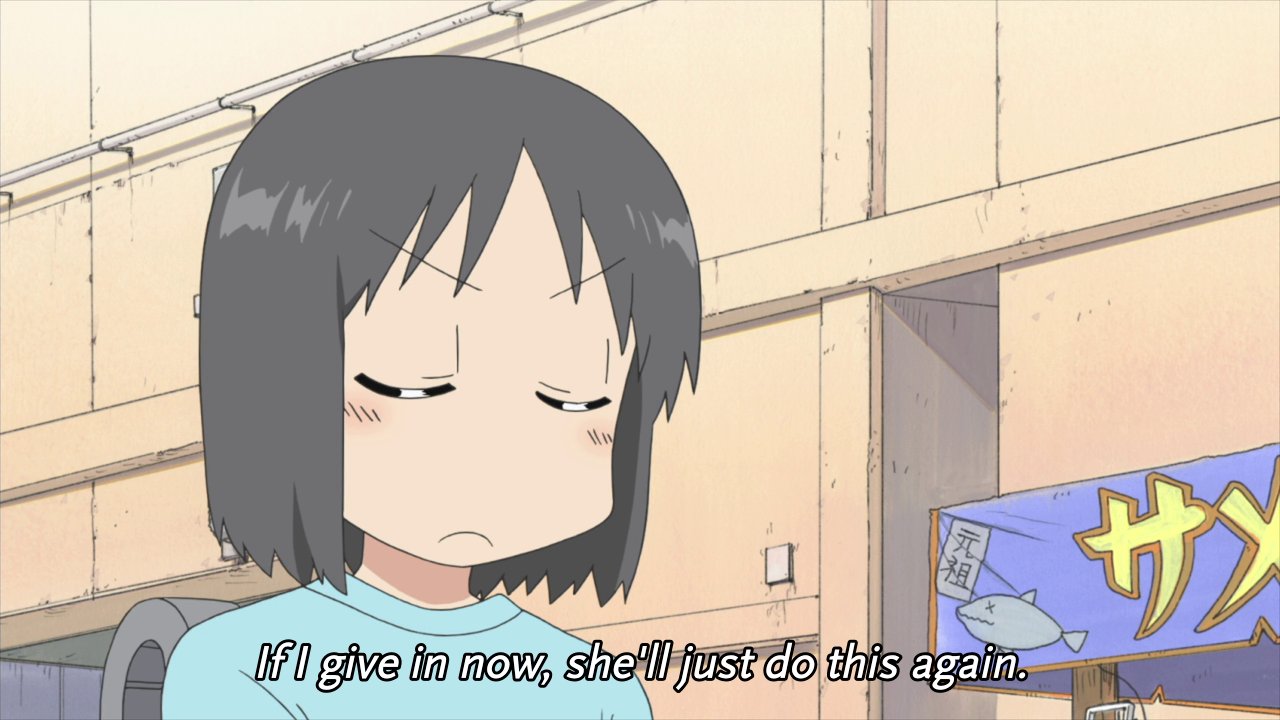 元祖
サメ
If I give in now, she'll just do this again.